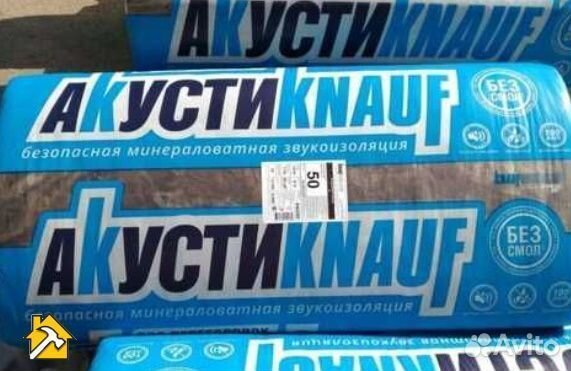 АКУСТИKNAUF
АКУСТИKNAUF
БЕЗ
СМОЛ
безопасная минераловатная звукоизоляция
50
АКУСТИKNAUF
БЕЗ
СМОЛ
безопасная минераловатная звукоизоляция
Avito